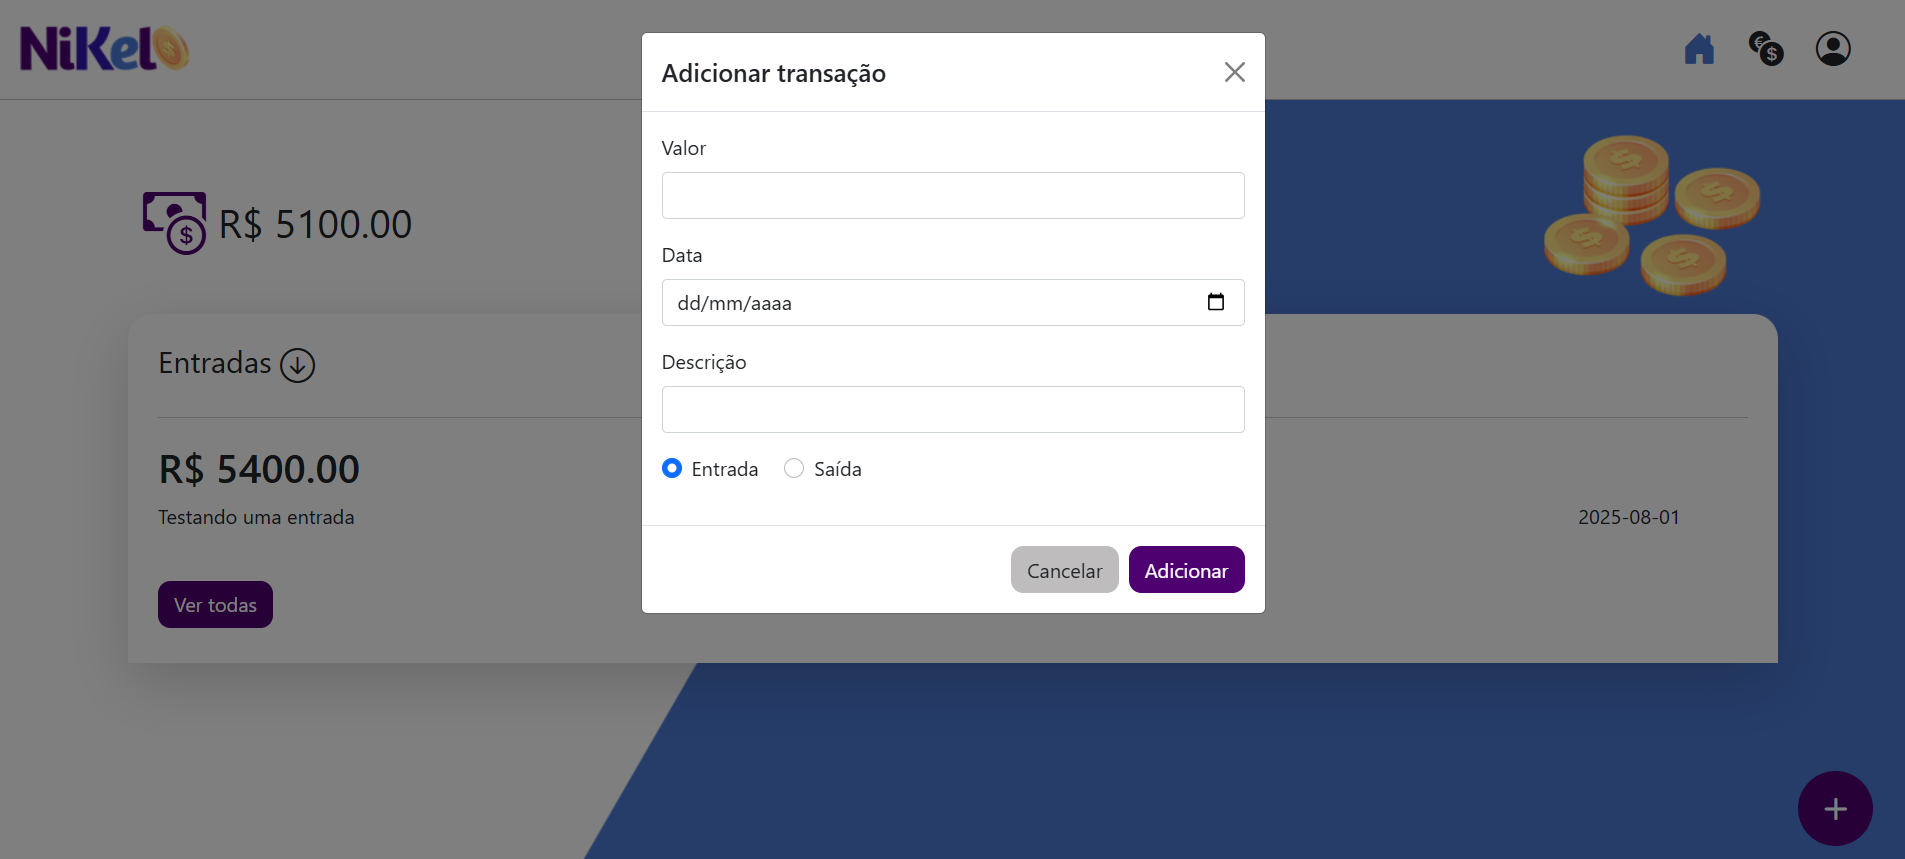 NiKel
Adicionar transação
Valor
Data
dd/mm/aaaa
Descrição
Entrada Saída
Cancelar Adicionar
R$ 5100.00
Entradas
R$ 5400.00
Testando uma entrada
2025-08-01
Ver todas